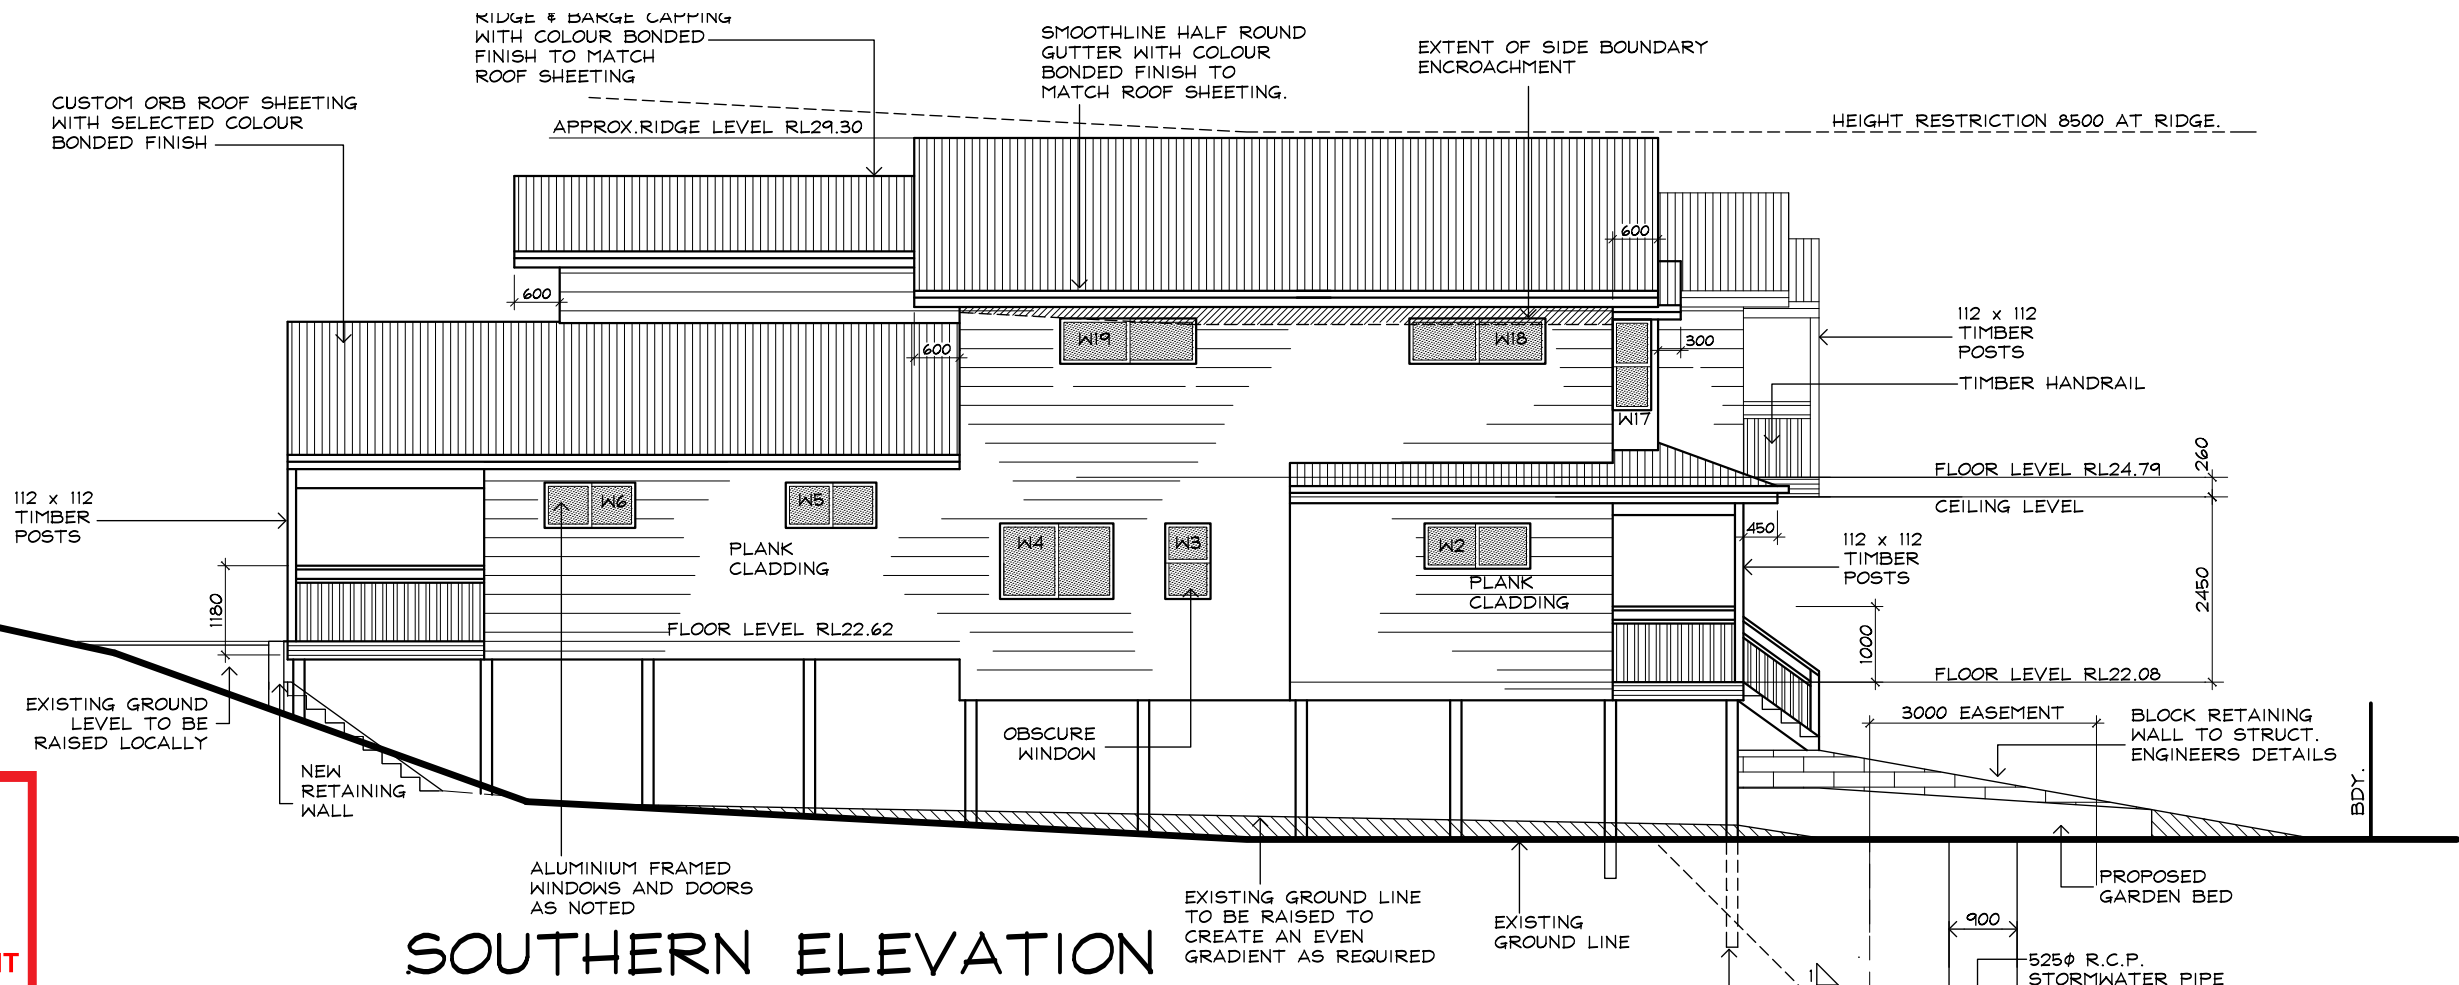 RIDGE & BARGE CAPPING
WITH COLOUR BONDED
FINISH TO MATCH
ROOF SHEETING
SMOOTHLINE HALF ROUND
GUTTER WITH COLOUR
BONDED FINISH TO
MATCH ROOF SHEETING.
EXTENT OF SIDE BOUNDARY
ENCROACHMENT
CUSTOM ORB ROOF SHEETING
WITH SELECTED COLOUR
BONDED FINISH
APPROX.RIDGE LEVEL RL29.30
HEIGHT RESTRICTION 8500 AT RIDGE.
600
600
600
300
W19
W18
W17
112 x 112
TIMBER
POSTS
TIMBER HANDRAIL
FLOOR LEVEL RL24.79
260
CEILING LEVEL
112 x 112
TIMBER
POSTS
W6
W5
W4
W3
W2
450
PLANK
CLADDING
PLANK
CLADDING
112 x 112
TIMBER
POSTS
2450
1180
1000
FLOOR LEVEL RL22.62
FLOOR LEVEL RL22.08
EXISTING GROUND
LEVEL TO BE
RAISED LOCALLY
3000 EASEMENT
BLOCK RETAINING
WALL TO STRUCT.
ENGINEERS DETAILS
OBSCURE
WINDOW
NEW
RETAINING
WALL
BDY.
ALUMINIUM FRAMED
WINDOWS AND DOORS
AS NOTED
EXISTING GROUND LINE
TO BE RAISED TO
CREATE AN EVEN
GRADIENT AS REQUIRED
EXISTING
GROUND LINE
PROPOSED
GARDEN BED
900
SOUTHERN ELEVATION
1
525ø R.C.P.
STORMWATER PIPE